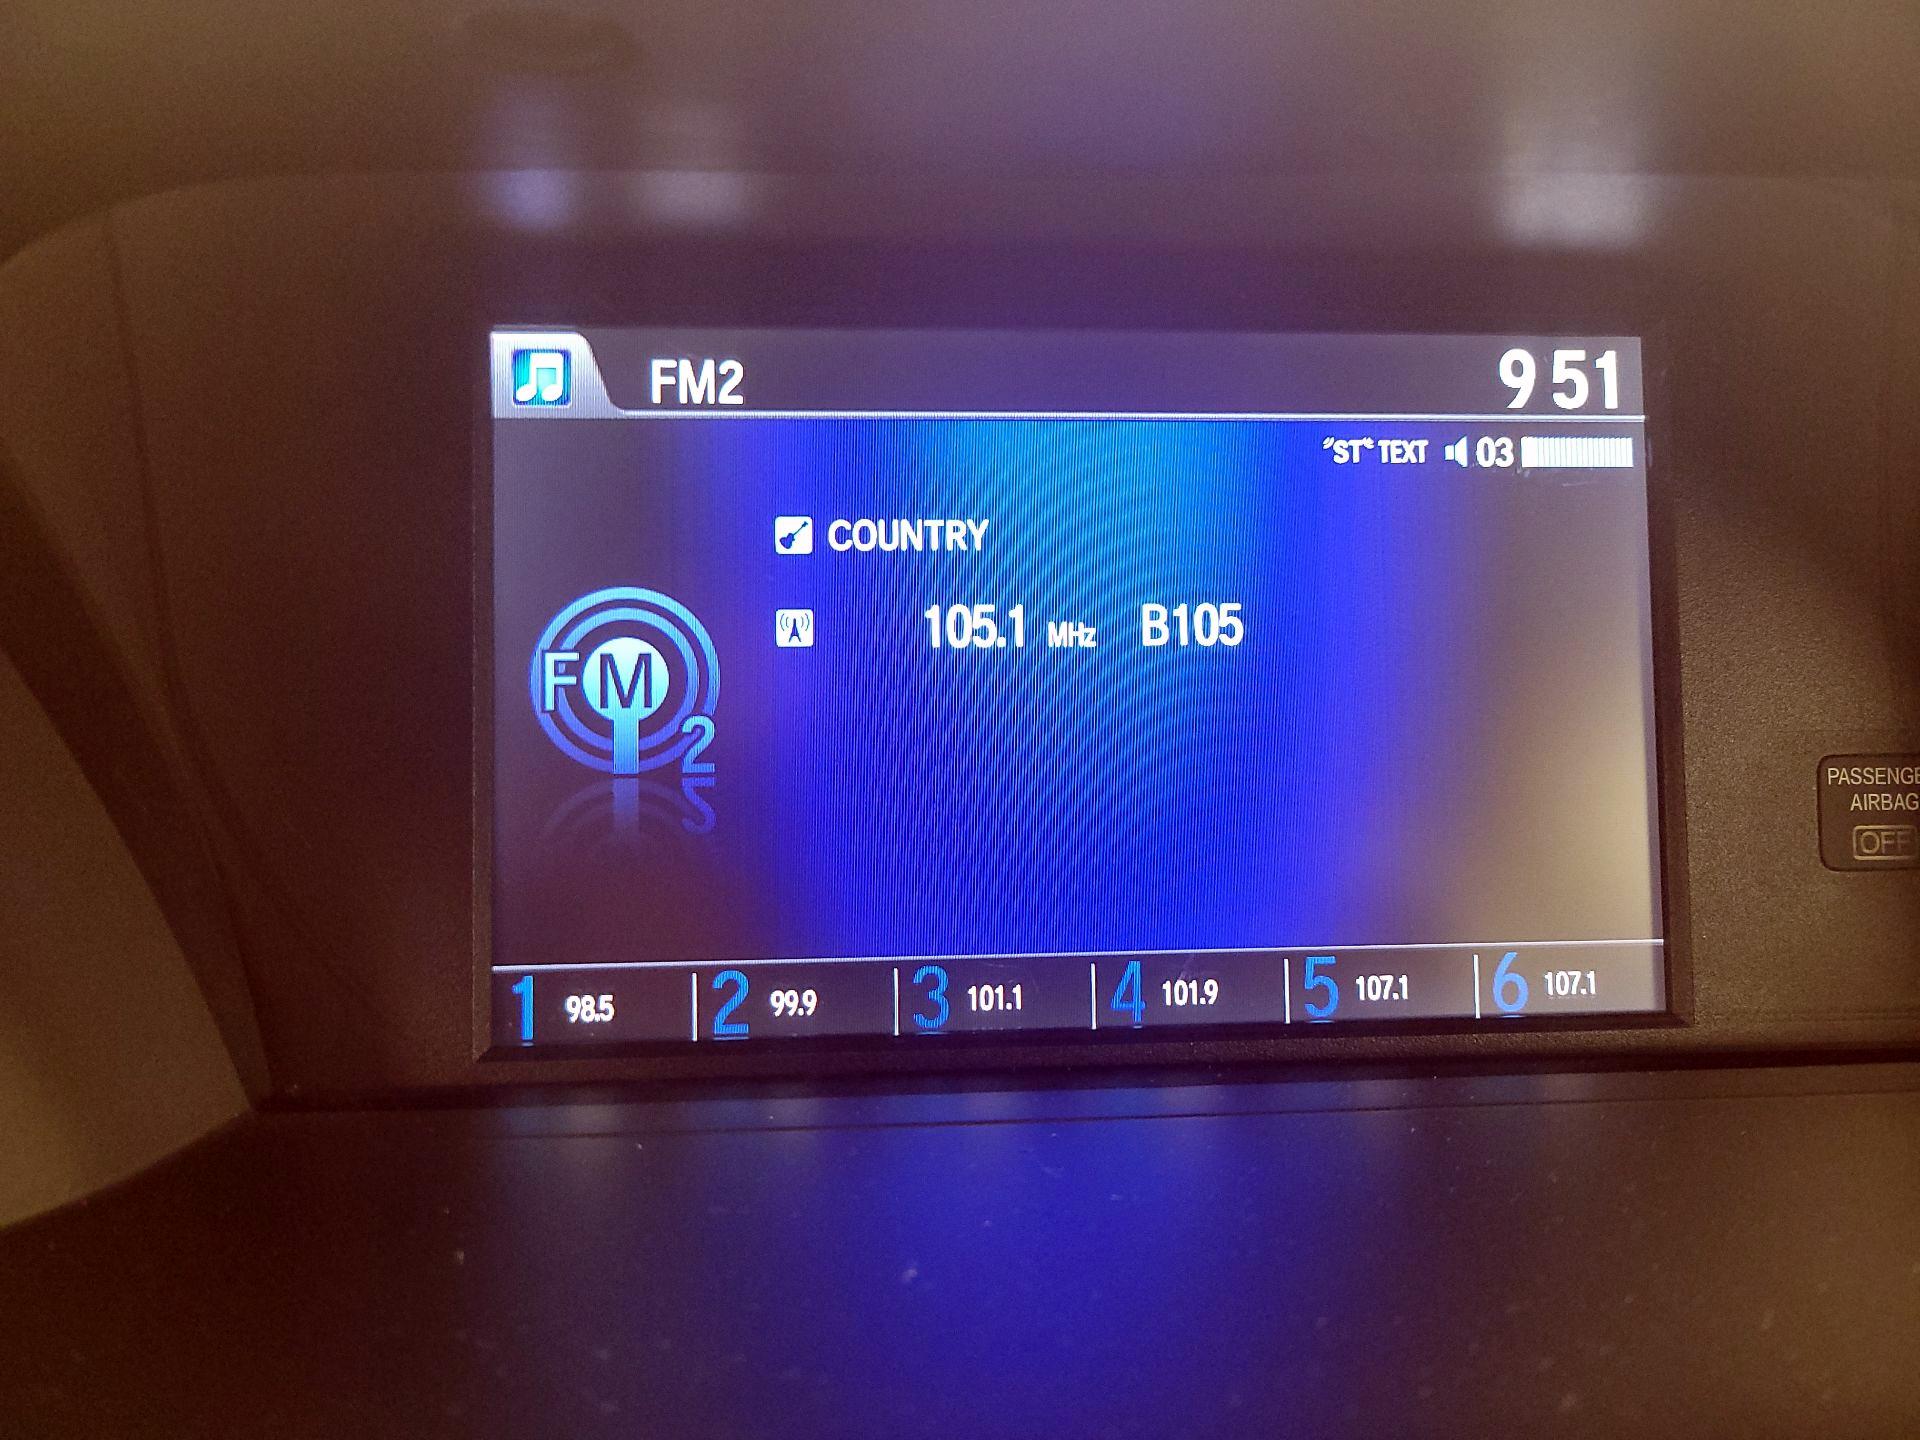 FM2
9 51
"ST" TEXT 03
COUNTRY
105.1 MHz B105
FM
2
PASSENGE
AIRBAG
OFF
1 98.5 2 99.9 3 101.1 4 101.9 5 107.1 6 107.1